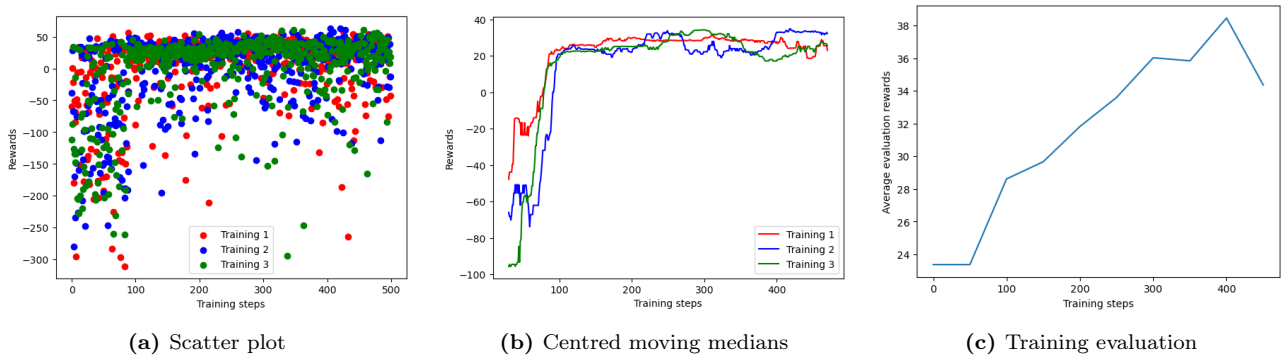 50
0
−50
−100
−150
−200
−250
−300
Rewards
0
100
200
300
400
500
Training steps
Training 1
Training 2
Training 3
(a) Scatter plot
40
20
0
−20
−40
−60
−80
−100
Rewards
100
200
300
400
Training steps
Training 1
Training 2
Training 3
(b) Centred moving medians
38
36
34
32
30
28
26
24
Average evaluation rewards
0
100
200
300
400
Training steps
(c) Training evaluation